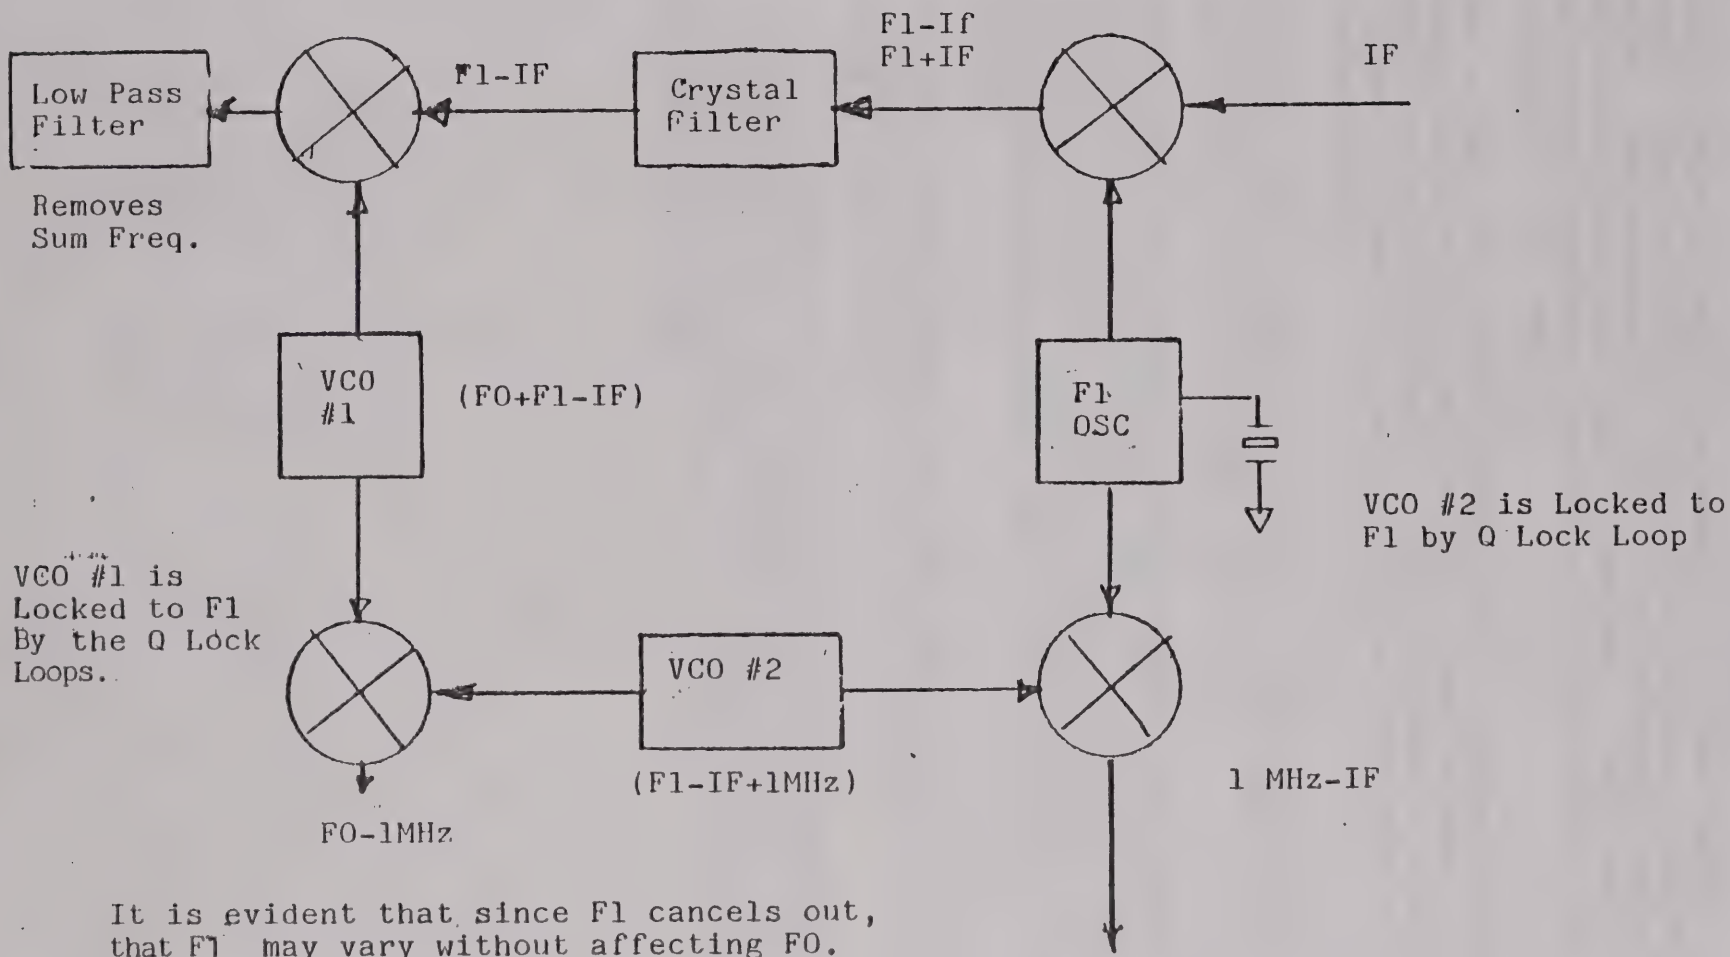 F1-If
F1+IF
IF
F1-IF
Low Pass
Filter
Crystal
Filter
Removes
Sum Freq.
VCO
#1
(FO+F1-IF)
F1
OSC
VCO #2 is Locked to
F1 by Q Lock Loop
VCO #1 is
Locked to F1
By the Q Lock
Loops.
VCO #2
(F1-IF+1MHz)
1 MHz-IF
FO-1MHz
It is evident that since F1 cancels out,
that F1 may vary without affecting FO.